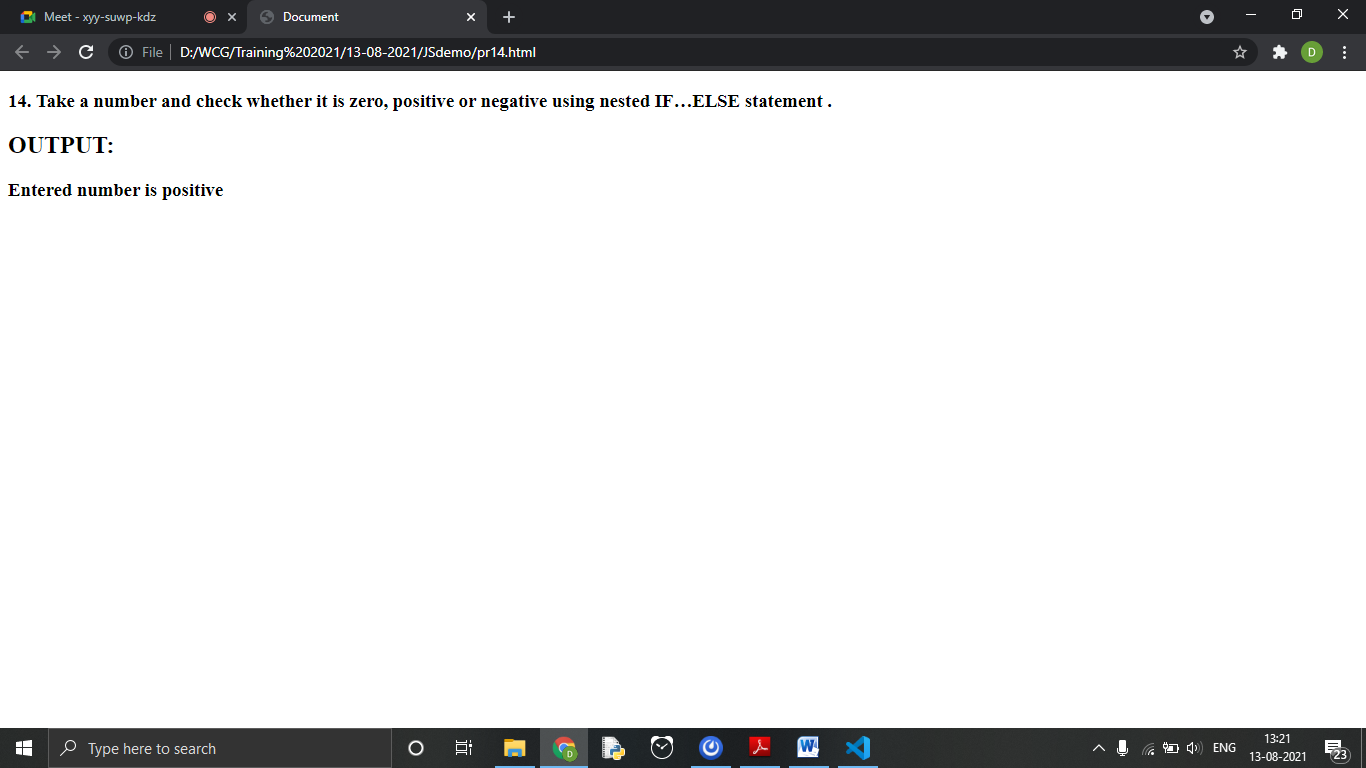 Meet - xyy-suwp-kdz
Document
File
D:/WCG/Training%202021/13-08-2021/JSdemo/pr14.html
D
14. Take a number and check whether it is zero, positive or negative using nested IF…ELSE statement .
OUTPUT:
Entered number is positive
Type here to search
D
W
ENG
13:21
13-08-2021
23